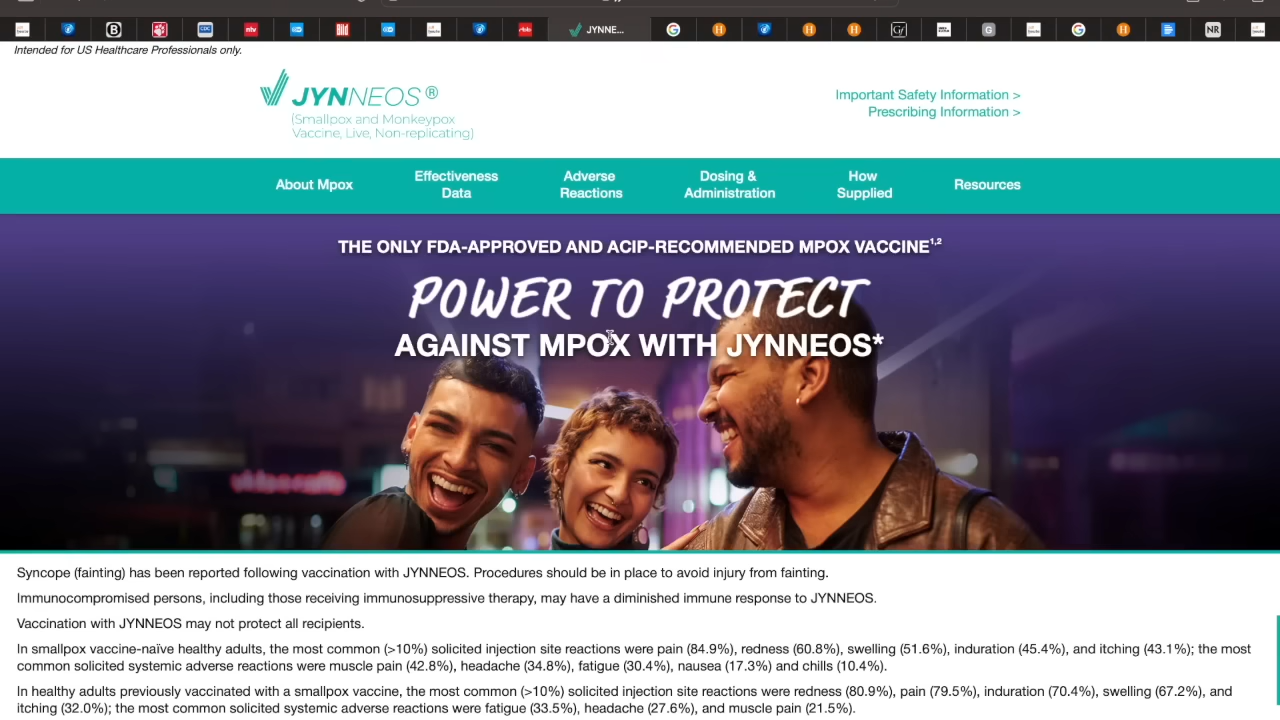 JYNNE...
Intended for US Healthcare Professionals only.
JYNNEOS®
(Smallpox and Monkeypox
Vaccine, Live, Non-replicating)
Important Safety Information >
Prescribing Information >
About Mpox
Effectiveness
Data
Adverse
Reactions
Dosing &
Administration
How
Supplied
Resources
THE ONLY FDA-APPROVED AND ACIP-RECOMMENDED MPOX VACCINE1,2
POWER TO PROTECT
AGAINST MPOX WITH JYNNEOS*
Syncope (fainting) has been reported following vaccination with JYNNEOS. Procedures should be in place to avoid injury from fainting.
Immunocompromised persons, including those receiving immunosuppressive therapy, may have a diminished immune response to JYNNEOS.
Vaccination with JYNNEOS may not protect all recipients.
In smallpox vaccine-naïve healthy adults, the most common (>10%) solicited injection site reactions were pain (84.9%), redness (60.8%), swelling (51.6%), induration (45.4%), and itching (43.1%); the most
common solicited systemic adverse reactions were muscle pain (42.8%), headache (34.8%), fatigue (30.4%), nausea (17.3%) and chills (10.4%).
In healthy adults previously vaccinated with a smallpox vaccine, the most common (>10%) solicited injection site reactions were redness (80.9%), pain (79.5%), induration (70.4%), swelling (67.2%), and
itching (32.0%); the most common solicited systemic adverse reactions were fatigue (33.5%), headache (27.6%), and muscle pain (21.5%).